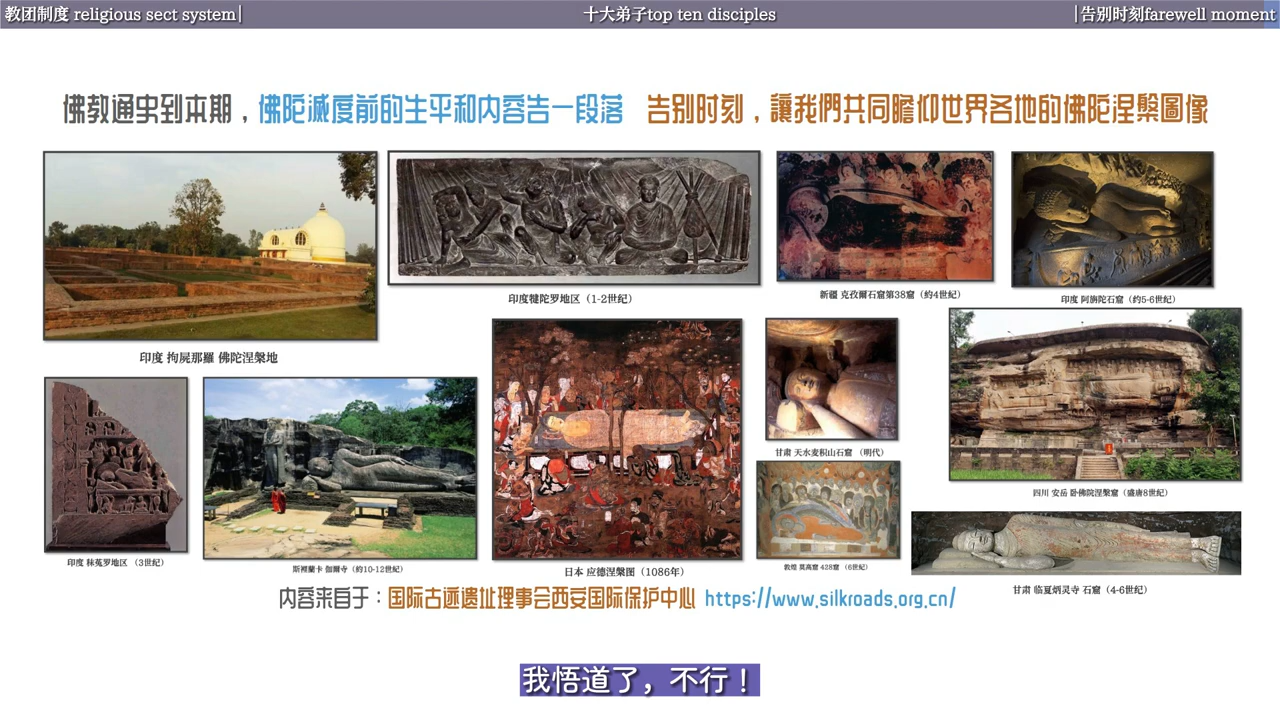 教团制度 religious sect system|
十大弟子top ten disciples
|告别时刻farewell moment
佛教通史到本期，佛陀滅度前的生平和内容告一段落 告别时刻，讓我們共同瞻仰世界各地的佛陀涅槃圖像
印度 拘屍那羅 佛陀涅槃地
印度犍陀罗地区（1-2世纪）
新疆 克孜爾石窟第38窟（約4世紀）
印度 阿旃陀石窟（约5-6世纪）
印度 秣菟罗地区 （3世纪）
斯裡蘭卡 伽爾寺（約10-12世紀）
日本 应德涅槃图（1086年）
甘肃 天水麦积山石窟 （明代）
敦煌 莫高窟 428窟 （6世紀）
四川 安岳 卧佛院涅槃窟（盛唐8世紀）
甘肃 临夏炳灵寺 石窟（4-6世纪）
内容来自于：国际古迹遗址理事会西安国际保护中心 https://www.silkroads.org.cn/
我悟道了，不行！